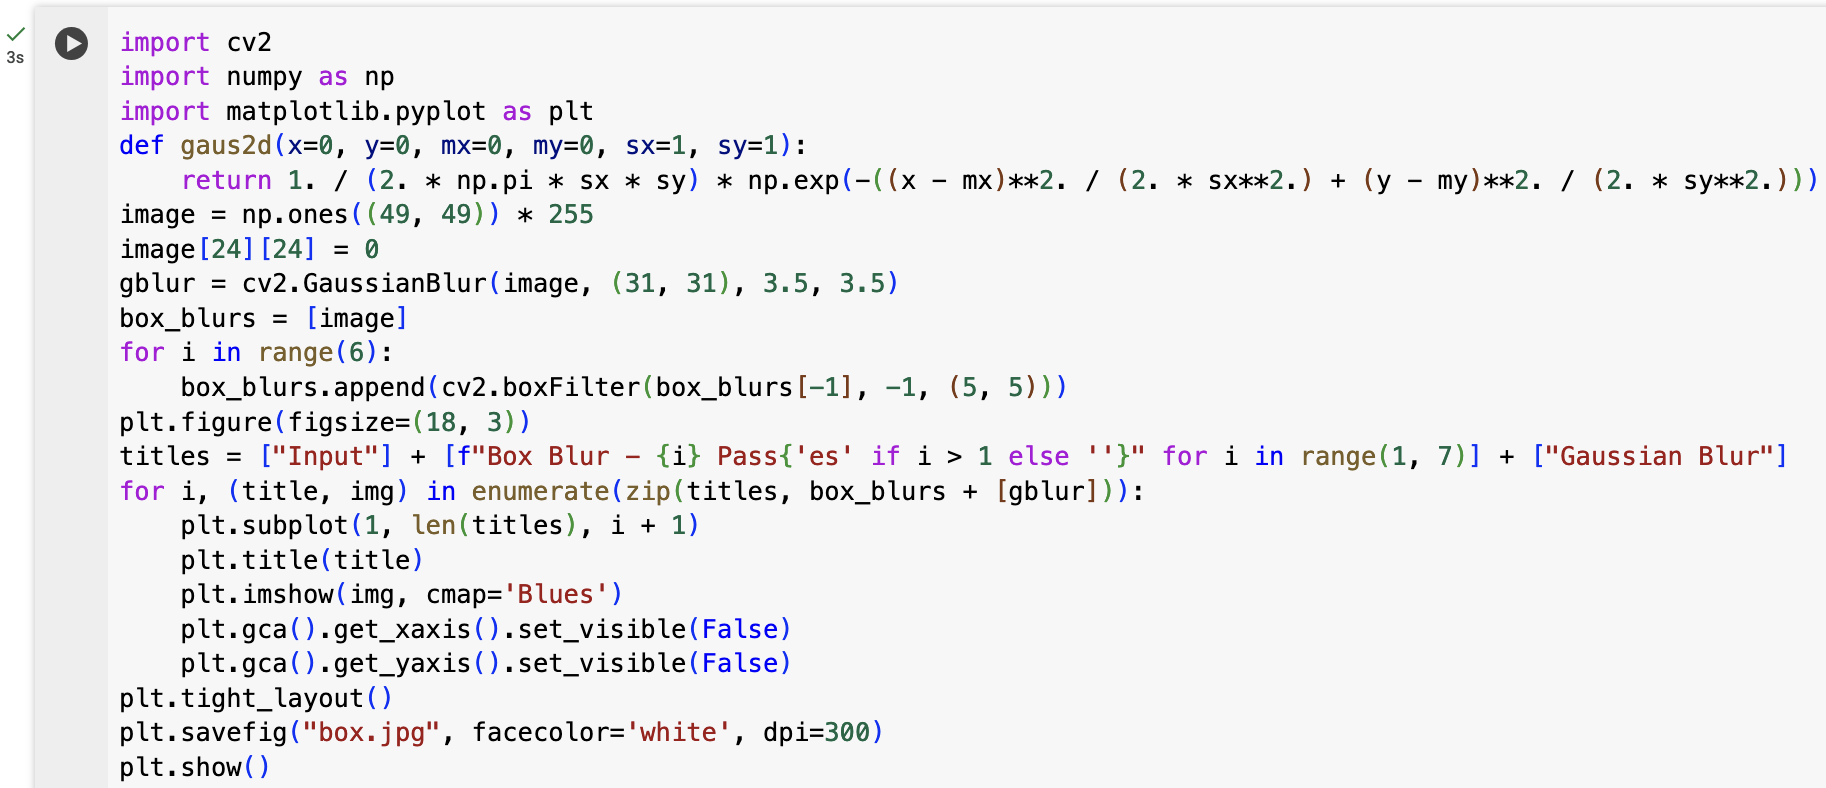 3s
import cv2
import numpy as np
import matplotlib.pyplot as plt
def gaus2d(x=0, y=0, mx=0, my=0, sx=1, sy=1):
    return 1. / (2. * np.pi * sx * sy) * np.exp(-((x - mx)**2. / (2. * sx**2.) + (y - my)**2. / (2. * sy**2.)))
image = np.ones((49, 49)) * 255
image[24][24] = 0
gblur = cv2.GaussianBlur(image, (31, 31), 3.5, 3.5)
box_blurs = [image]
for i in range(6):
    box_blurs.append(cv2.boxFilter(box_blurs[-1], -1, (5, 5)))
plt.figure(figsize=(18, 3))
titles = ["Input"] + [f"Box Blur - {i} Pass{'es' if i > 1 else ''}" for i in range(1, 7)] + ["Gaussian Blur"]
for i, (title, img) in enumerate(zip(titles, box_blurs + [gblur])):
    plt.subplot(1, len(titles), i + 1)
    plt.title(title)
    plt.imshow(img, cmap='Blues')
    plt.gca().get_xaxis().set_visible(False)
    plt.gca().get_yaxis().set_visible(False)
plt.tight_layout()
plt.savefig("box.jpg", facecolor='white', dpi=300)
plt.show()